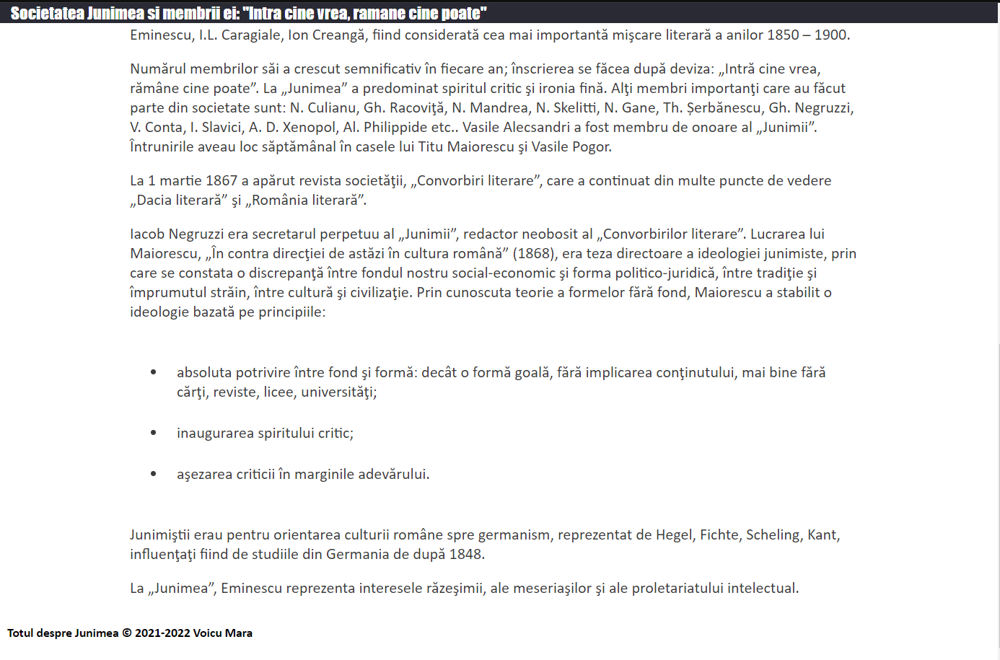 Societatea Junimea si membrii ei: "Intra cine vrea, ramane cine poate"
Eminescu, I.L. Caragiale, Ion Creangă, fiind considerată cea mai importantă mişcare literară a anilor 1850 – 1900.
Numărul membrilor săi a crescut semnificativ în fiecare an; înscrierea se făcea după deviza: „Intră cine vrea,
rămâne cine poate”. La „Junimea” a predominat spiritul critic şi ironia fină. Alţi membri importanţi care au făcut
parte din societate sunt: N. Culianu, Gh. Racoviţă, N. Mandrea, N. Skelitti, N. Gane, Th. Șerbănescu, Gh. Negruzzi,
V. Conta, I. Slavici, A. D. Xenopol, Al. Philippide etc.. Vasile Alecsandri a fost membru de onoare al „Junimii”.
Întrunirile aveau loc săptămânal în casele lui Titu Maiorescu şi Vasile Pogor.
La 1 martie 1867 a apărut revista societăţii, „Convorbiri literare”, care a continuat din multe puncte de vedere
„Dacia literară” şi „România literară”.
Iacob Negruzzi era secretarul perpetuu al „Junimii”, redactor neobosit al „Convorbirilor literare”. Lucrarea lui
Maiorescu, „În contra direcţiei de astăzi în cultura română” (1868), era teza directoare a ideologiei junimiste, prin
care se constata o discrepanţă între fondul nostru social-economic şi forma politico-juridică, între tradiţie şi
împrumutul străin, între cultură şi civilizaţie. Prin cunoscuta teorie a formelor fără fond, Maiorescu a stabilit o
ideologie bazată pe principiile:
• absoluta potrivire între fond şi formă: decât o formă goală, fără implicarea conţinutului, mai bine fără
cărţi, reviste, licee, universităţi;
• inaugurarea spiritului critic;
• aşezarea criticii în marginile adevărului.
Junimiştii erau pentru orientarea culturii române spre germanism, reprezentat de Hegel, Fichte, Scheling, Kant,
influenţaţi fiind de studiile din Germania de după 1848.
La „Junimea”, Eminescu reprezenta interesele răzeşimii, ale meseriaşilor şi ale proletariatului intelectual.
Totul despre Junimea © 2021-2022 Voicu Mara